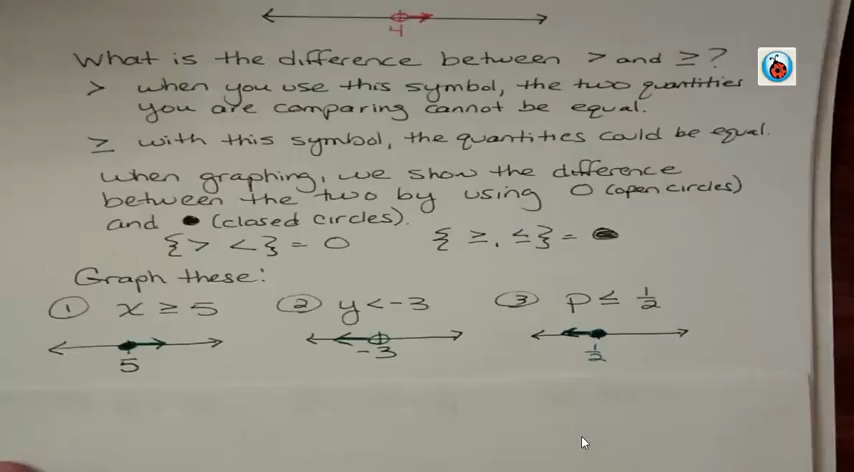 4
What is the difference between > and ≥?
> when you use this symbol, the two quantities
you are comparing cannot be equal.
≥ with this symbol, the quantities could be equal.
When graphing, we show the difference
between the two by using O (open circles)
and ● (closed circles).
{> <} = O { ≥, ≤} = ●
Graph these:
① x ≥ 5 ② y < -3 ③ p ≤ 1/2
5 -3 1/2